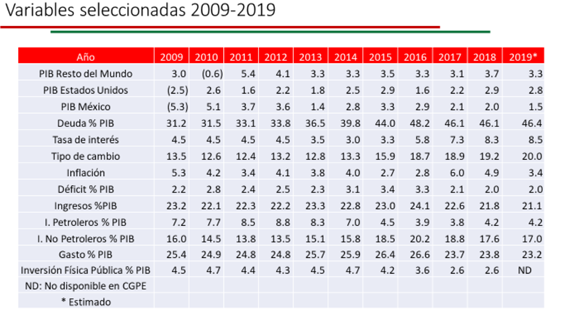 Variables seleccionadas 2009-2019
Año 2009 2010 2011 2012 2013 2014 2015 2016 2017 2018 2019*
PIB Resto del Mundo 3.0 (0.6) 5.4 4.1 3.3 3.3 3.5 3.3 3.1 3.7 3.3
PIB Estados Unidos (2.5) 2.6 1.6 2.2 1.8 2.5 2.9 1.6 2.2 2.9 2.8
PIB México (5.3) 5.1 3.7 3.6 1.4 2.8 3.3 2.9 2.1 2.0 1.5
Deuda % PIB 31.2 31.5 33.1 33.8 36.5 39.8 44.0 48.2 46.1 46.1 46.4
Tasa de interés 4.5 4.5 4.5 4.5 3.5 3.0 3.3 5.8 7.3 8.3 8.5
Tipo de cambio 13.5 12.6 12.4 13.2 12.8 13.3 15.9 18.7 18.9 19.2 20.0
Inflación 5.3 4.2 3.4 4.1 3.8 4.0 2.7 2.8 6.0 4.9 3.4
Déficit % PIB 2.2 2.8 2.4 2.5 2.3 3.1 3.4 3.3 2.1 2.0 2.0
Ingresos %PIB 23.2 22.1 22.3 22.2 23.3 22.8 23.0 24.1 22.6 21.8 21.1
I. Petroleros % PIB 7.2 7.7 8.5 8.8 8.3 7.0 4.5 3.9 3.8 4.2 4.2
I. No Petroleros % PIB 16.0 14.5 13.8 13.5 15.1 15.8 18.5 20.2 18.8 17.6 17.0
Gasto % PIB 25.4 24.9 24.8 24.8 25.7 25.9 26.4 26.6 23.7 23.8 23.2
Inversión Física Pública % PIB 4.5 4.7 4.4 4.3 4.5 4.7 4.2 3.6 2.6 2.6 ND
ND: No disponible en CGPE
* Estimado